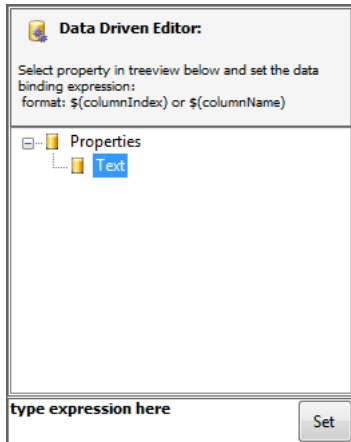 Data Driven Editor:
Select property in treeview below and set the data
binding expression:
format: $(columnIndex) or $(columnName)
Properties
Text
type expression here
Set